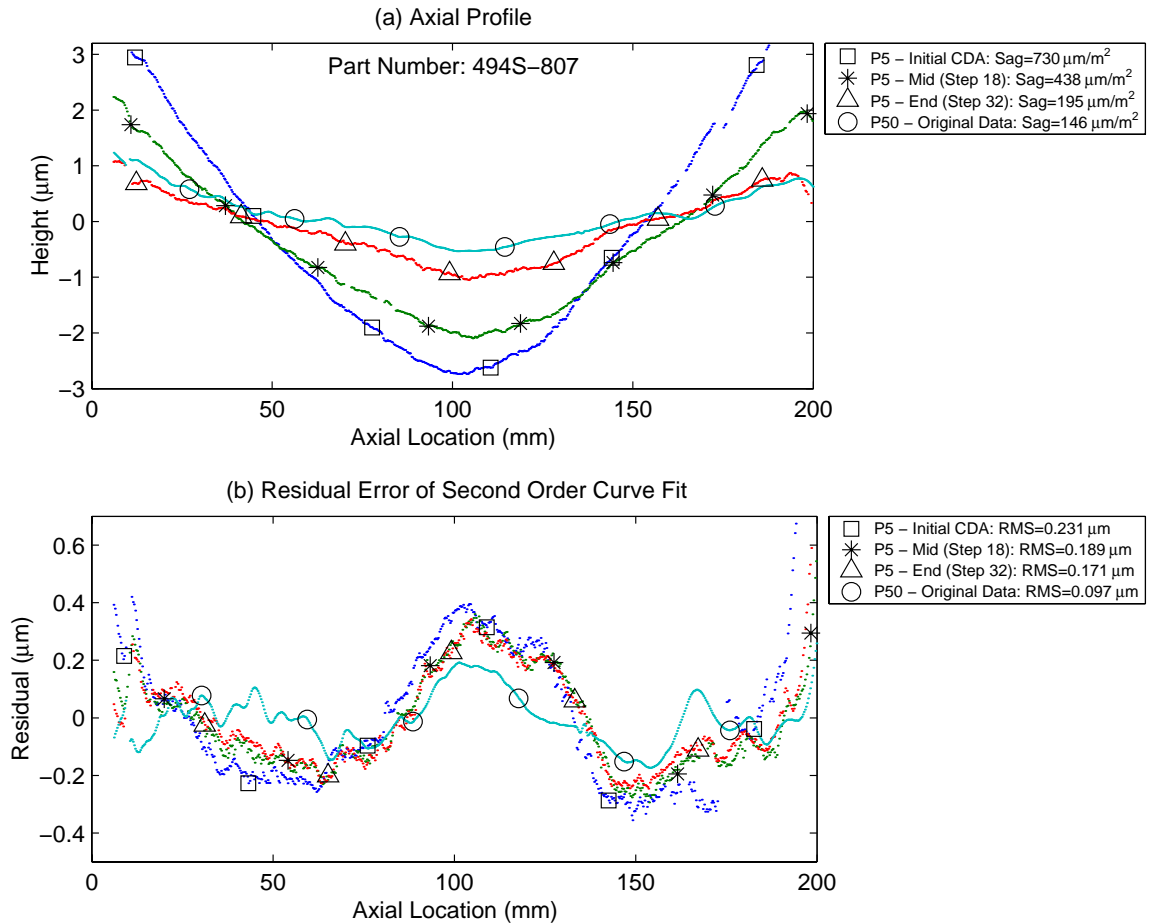 (a) Axial Profile
Part Number: 494S−807
Height (μm)
3
2
1
0
−1
−2
−3
0
50
100
150
200
Axial Location (mm)
P5 − Initial CDA: Sag=730 μm/m²
P5 − Mid (Step 18): Sag=438 μm/m²
P5 − End (Step 32): Sag=195 μm/m²
P50 − Original Data: Sag=146 μm/m²
(b) Residual Error of Second Order Curve Fit
Residual (μm)
0.6
0.4
0.2
0
−0.2
−0.4
0
50
100
150
200
Axial Location (mm)
P5 − Initial CDA: RMS=0.231 μm
P5 − Mid (Step 18): RMS=0.189 μm
P5 − End (Step 32): RMS=0.171 μm
P50 − Original Data: RMS=0.097 μm